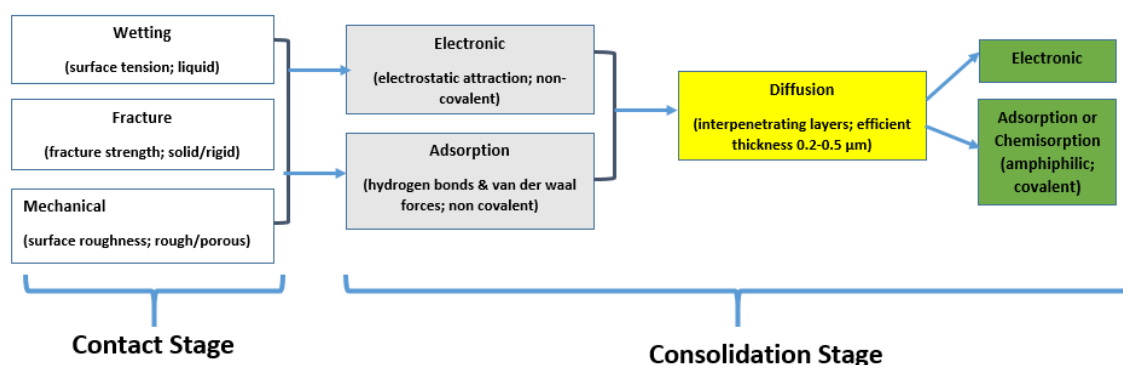 Wetting
(surface tension; liquid)
Fracture
(fracture strength; solid/rigid)
Mechanical
(surface roughness; rough/porous)
Electronic
(electrostatic attraction; non-
covalent)
Adsorption
(hydrogen bonds & van der waal
forces; non covalent)
Diffusion
(interpenetrating layers; efficient
thickness 0.2-0.5 µm)
Electronic
Adsorption or
Chemisorption
(amphiphilic;
covalent)
Contact Stage
Consolidation Stage